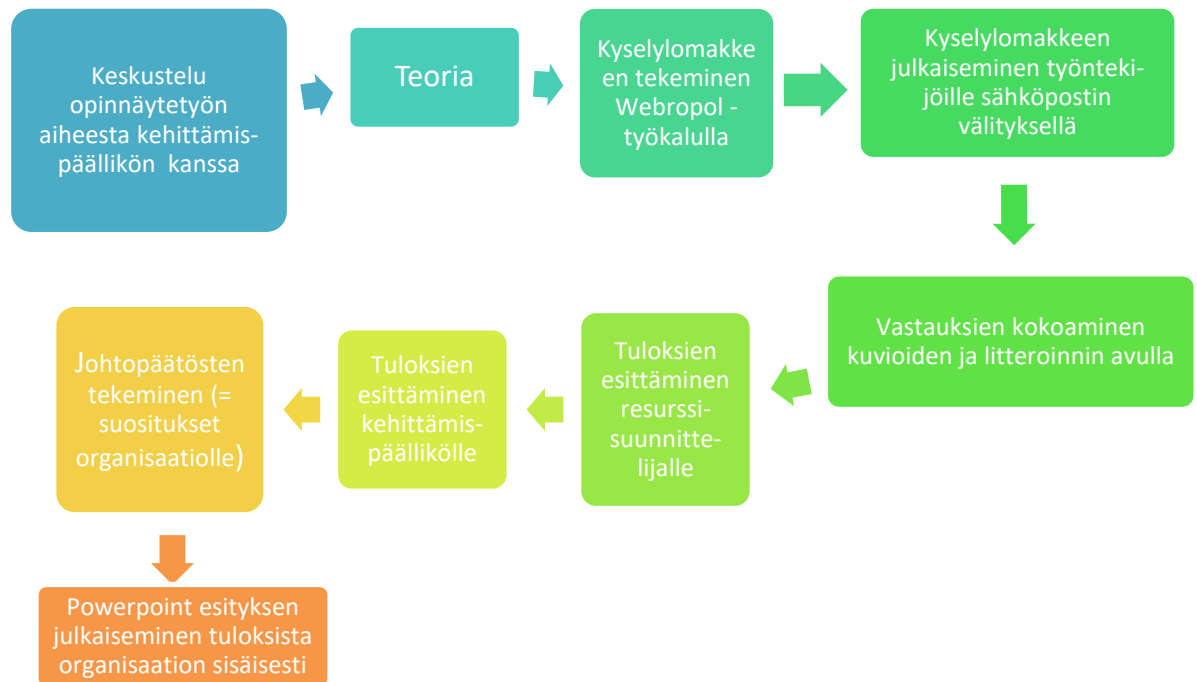 Keskustelu
opinnäytetyön
aiheesta kehittämis-
päällikön kanssa
Teoria
Kyselylomakke
en tekeminen
Webropol -
työkalulla
Kyselylomakkeen
julkaiseminen työnteki-
jöille sähköpostin
välityksellä
Vastauksien kokoaminen
kuvioiden ja litteroinnin avulla
Tuloksien
esittäminen
resurssi-
suunnitte-
lijalle
Tuloksien
esittäminen
kehittämis-
päällikölle
Johtopäätösten
tekeminen (=
suositukset
organisaatiolle)
Powerpoint esityksen
julkaiseminen tuloksista
organisaation sisäisesti